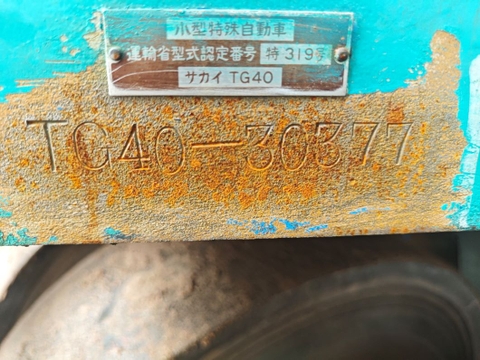 小型特殊自動車
運輸省型式認定番号 特319号
サカイ TG40
TG40-30377